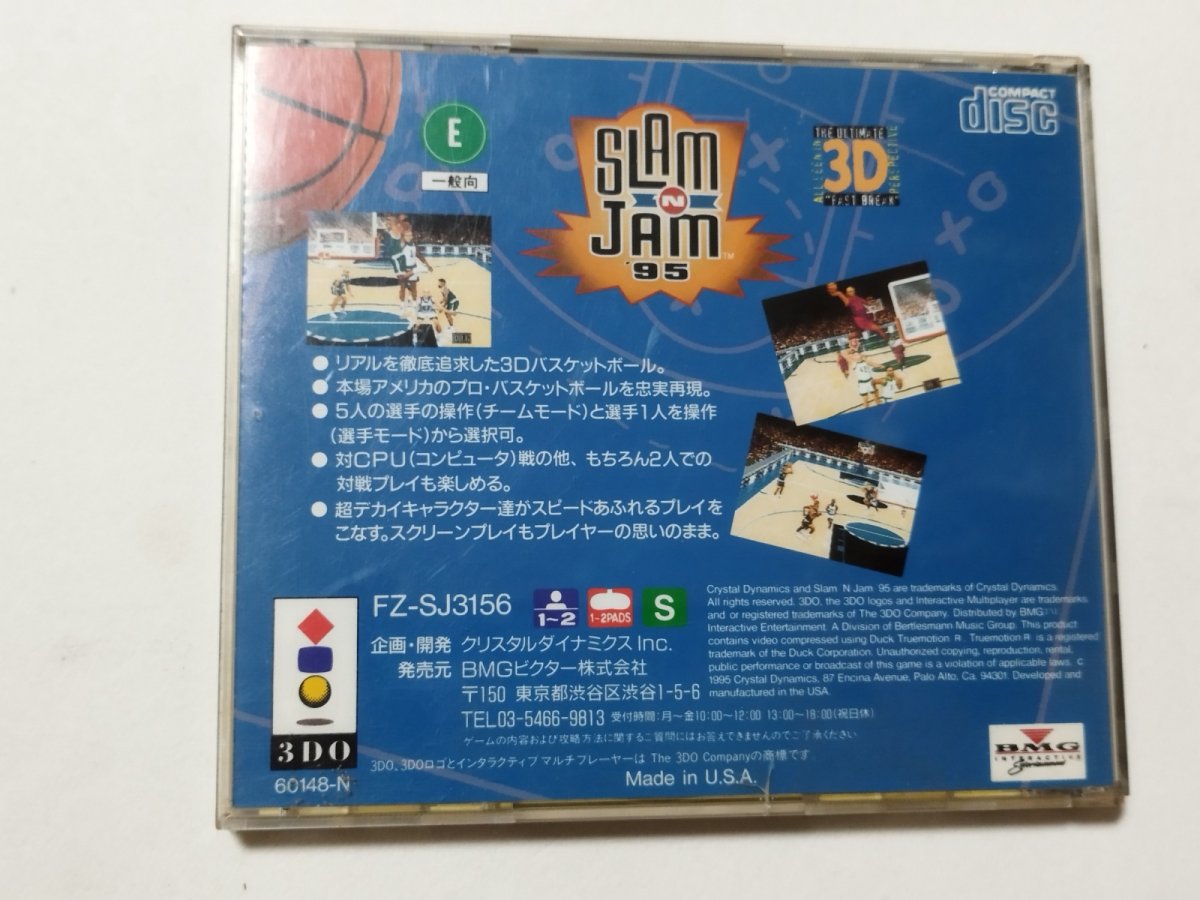 COMPACT
disc
E
一般向
SLAM
N
JAM
'95
TM
THE ULTIMATE
3D
"FAST BREAK"
● リアルを徹底追求した3Dバスケットボール。
● 本場アメリカのプロ・バスケットボールを忠実再現。
● 5人の選手の操作(チームモード)と選手1人を操作
(選手モード)から選択可。
● 対CPU(コンピュータ)戦の他、もちろん2人での
対戦プレイも楽しめる。
● 超デカイキャラクター達がスピードあふれるプレイを
こなす。スクリーンプレイもプレイヤーの思いのまま。
FZ-SJ3156
1~2
1-2PADS
S
企画・開発 クリスタルダイナミクスInc.
発売元 BMGビクター株式会社
〒150 東京都渋谷区渋谷1-5-6
TEL03-5466-9813 受付時間:月~金10:00~12:00 13:00~18:00(祝日休)
ゲームの内容および攻略方法に関するご質問にはお答えできませんのでご了承ください
3DO、3DOロゴとインタラクティブ マルチプレーヤーは The 3DO Companyの商標です
Made in U.S.A.
3DO
60148-N
Crystal Dynamics and Slam 'N Jam '95 are trademarks of Crystal Dynamics.
All rights reserved. 3DO, the 3DO logos and Interactive Multiplayer are trademarks
and or registered trademarks of The 3DO Company. Distributed by BMG
Interactive Entertainment. A Division of Bertlesmann Music Group. This product
contains video compressed using Duck Truemotion R. Truemotion R is a registered
trademark of the Duck Corporation. Unauthorized copying, reproduction, rental,
public performance or broadcast of this game is a violation of applicable laws. c
1995 Crystal Dynamics, 87 Encina Avenue, Palo Alto, Ca. 94301. Developed and
manufactured in the USA.
BMG
INTERACTIVE